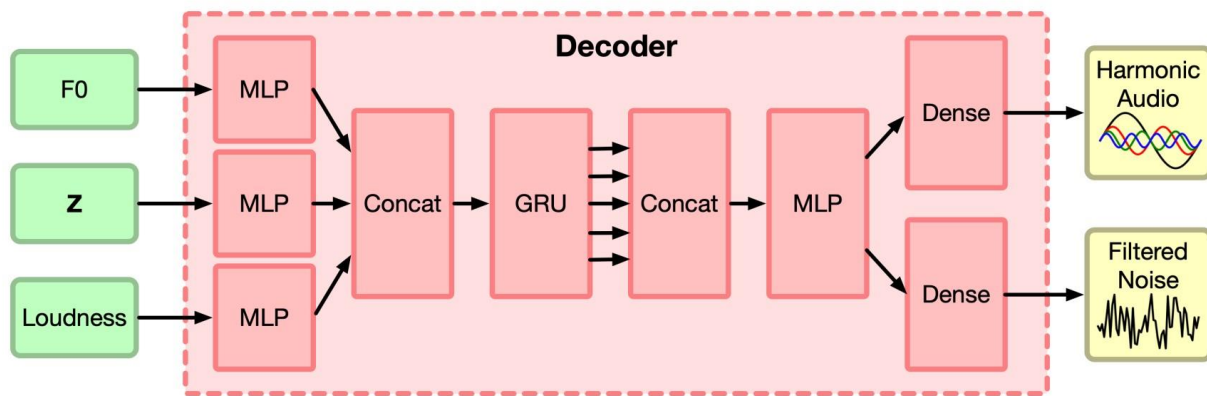 Decoder
F0
z
Loudness
MLP
MLP
MLP
Concat
GRU
Concat
MLP
Dense
Dense
Harmonic
Audio
Filtered
Noise